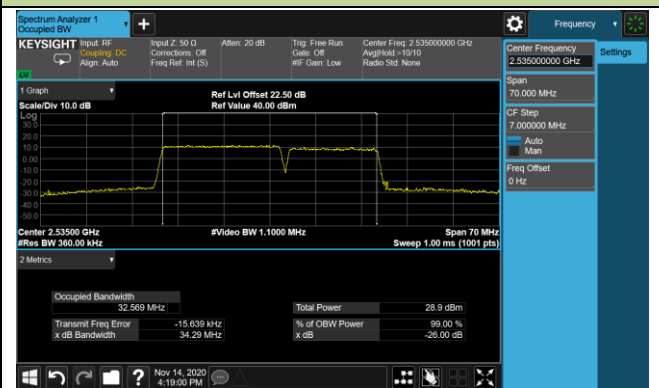 Spectrum Analyzer 1
Occupied BW
Frequency
KEYSIGHT
Input: RF
Coupling: DC
Align: Auto
Input Z: 50 Ω
Corrections: Off
Freq Ref: Int (S)
Atten: 20 dB
Trig: Free Run
Gate: Off
#IF Gain: Low
Center Freq: 2.535000000 GHz
Avg|Hold:>10/10
Radio Std: None
Center Frequency
2.535000000 GHz
Settings
Span
70.000 MHz
CF Step
7.000000 MHz
Auto
Man
Freq Offset
0 Hz
1 Graph
Scale/Div 10.0 dB
Ref Lvl Offset 22.50 dB
Ref Value 40.00 dBm
Log
30.0
20.0
10.0
0.00
-10.0
-20.0
-30.0
-40.0
-50.0
Center 2.53500 GHz
#Video BW 1.1000 MHz
Span 70 MHz
#Res BW 360.00 kHz
Sweep 1.00 ms (1001 pts)
2 Metrics
Occupied Bandwidth
32.569 MHz
Total Power
28.9 dBm
Transmit Freq Error
-15.639 kHz
% of OBW Power
99.00 %
x dB Bandwidth
34.29 MHz
x dB
-26.00 dB
Nov 14, 2020
4:19:00 PM